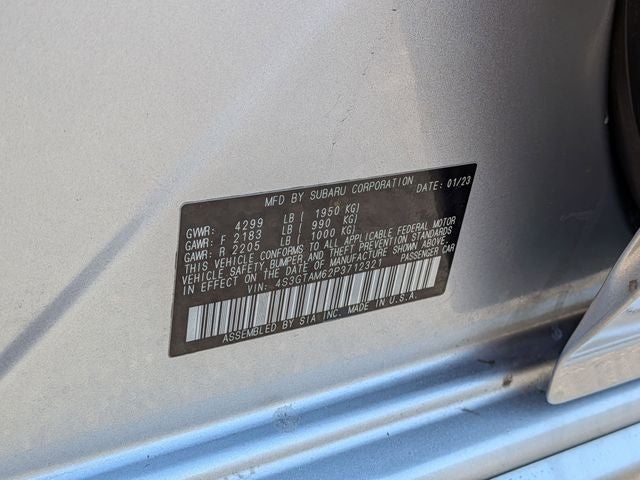 MFD BY SUBARU CORPORATION DATE: 01/23
GVWR: 4299 LB ( 1950 KG)
GAWR: F 2183 LB ( 990 KG)
GAWR: R 2205 LB ( 1000 KG)
THIS VEHICLE CONFORMS TO ALL APPLICABLE FEDERAL MOTOR
VEHICLE SAFETY, BUMPER, AND THEFT PREVENTION STANDARDS
IN EFFECT ON THE DATE OF MANUFACTURE SHOWN ABOVE.
VIN: 4S3GTAM62P3712321 PASSENGER CAR
ASSEMBLED BY SIA INC. MADE IN U.S.A.